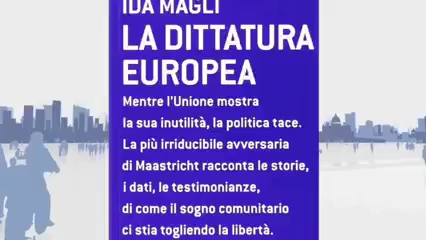 IDA MAGLI
LA DITTATURA
EUROPEA
Mentre l'Unione mostra
la sua inutilità, la politica tace.
La più irriducibile avversaria
di Maastricht racconta le storie,
i dati, le testimonianze,
di come il sogno comunitario
ci stia togliendo la libertà.